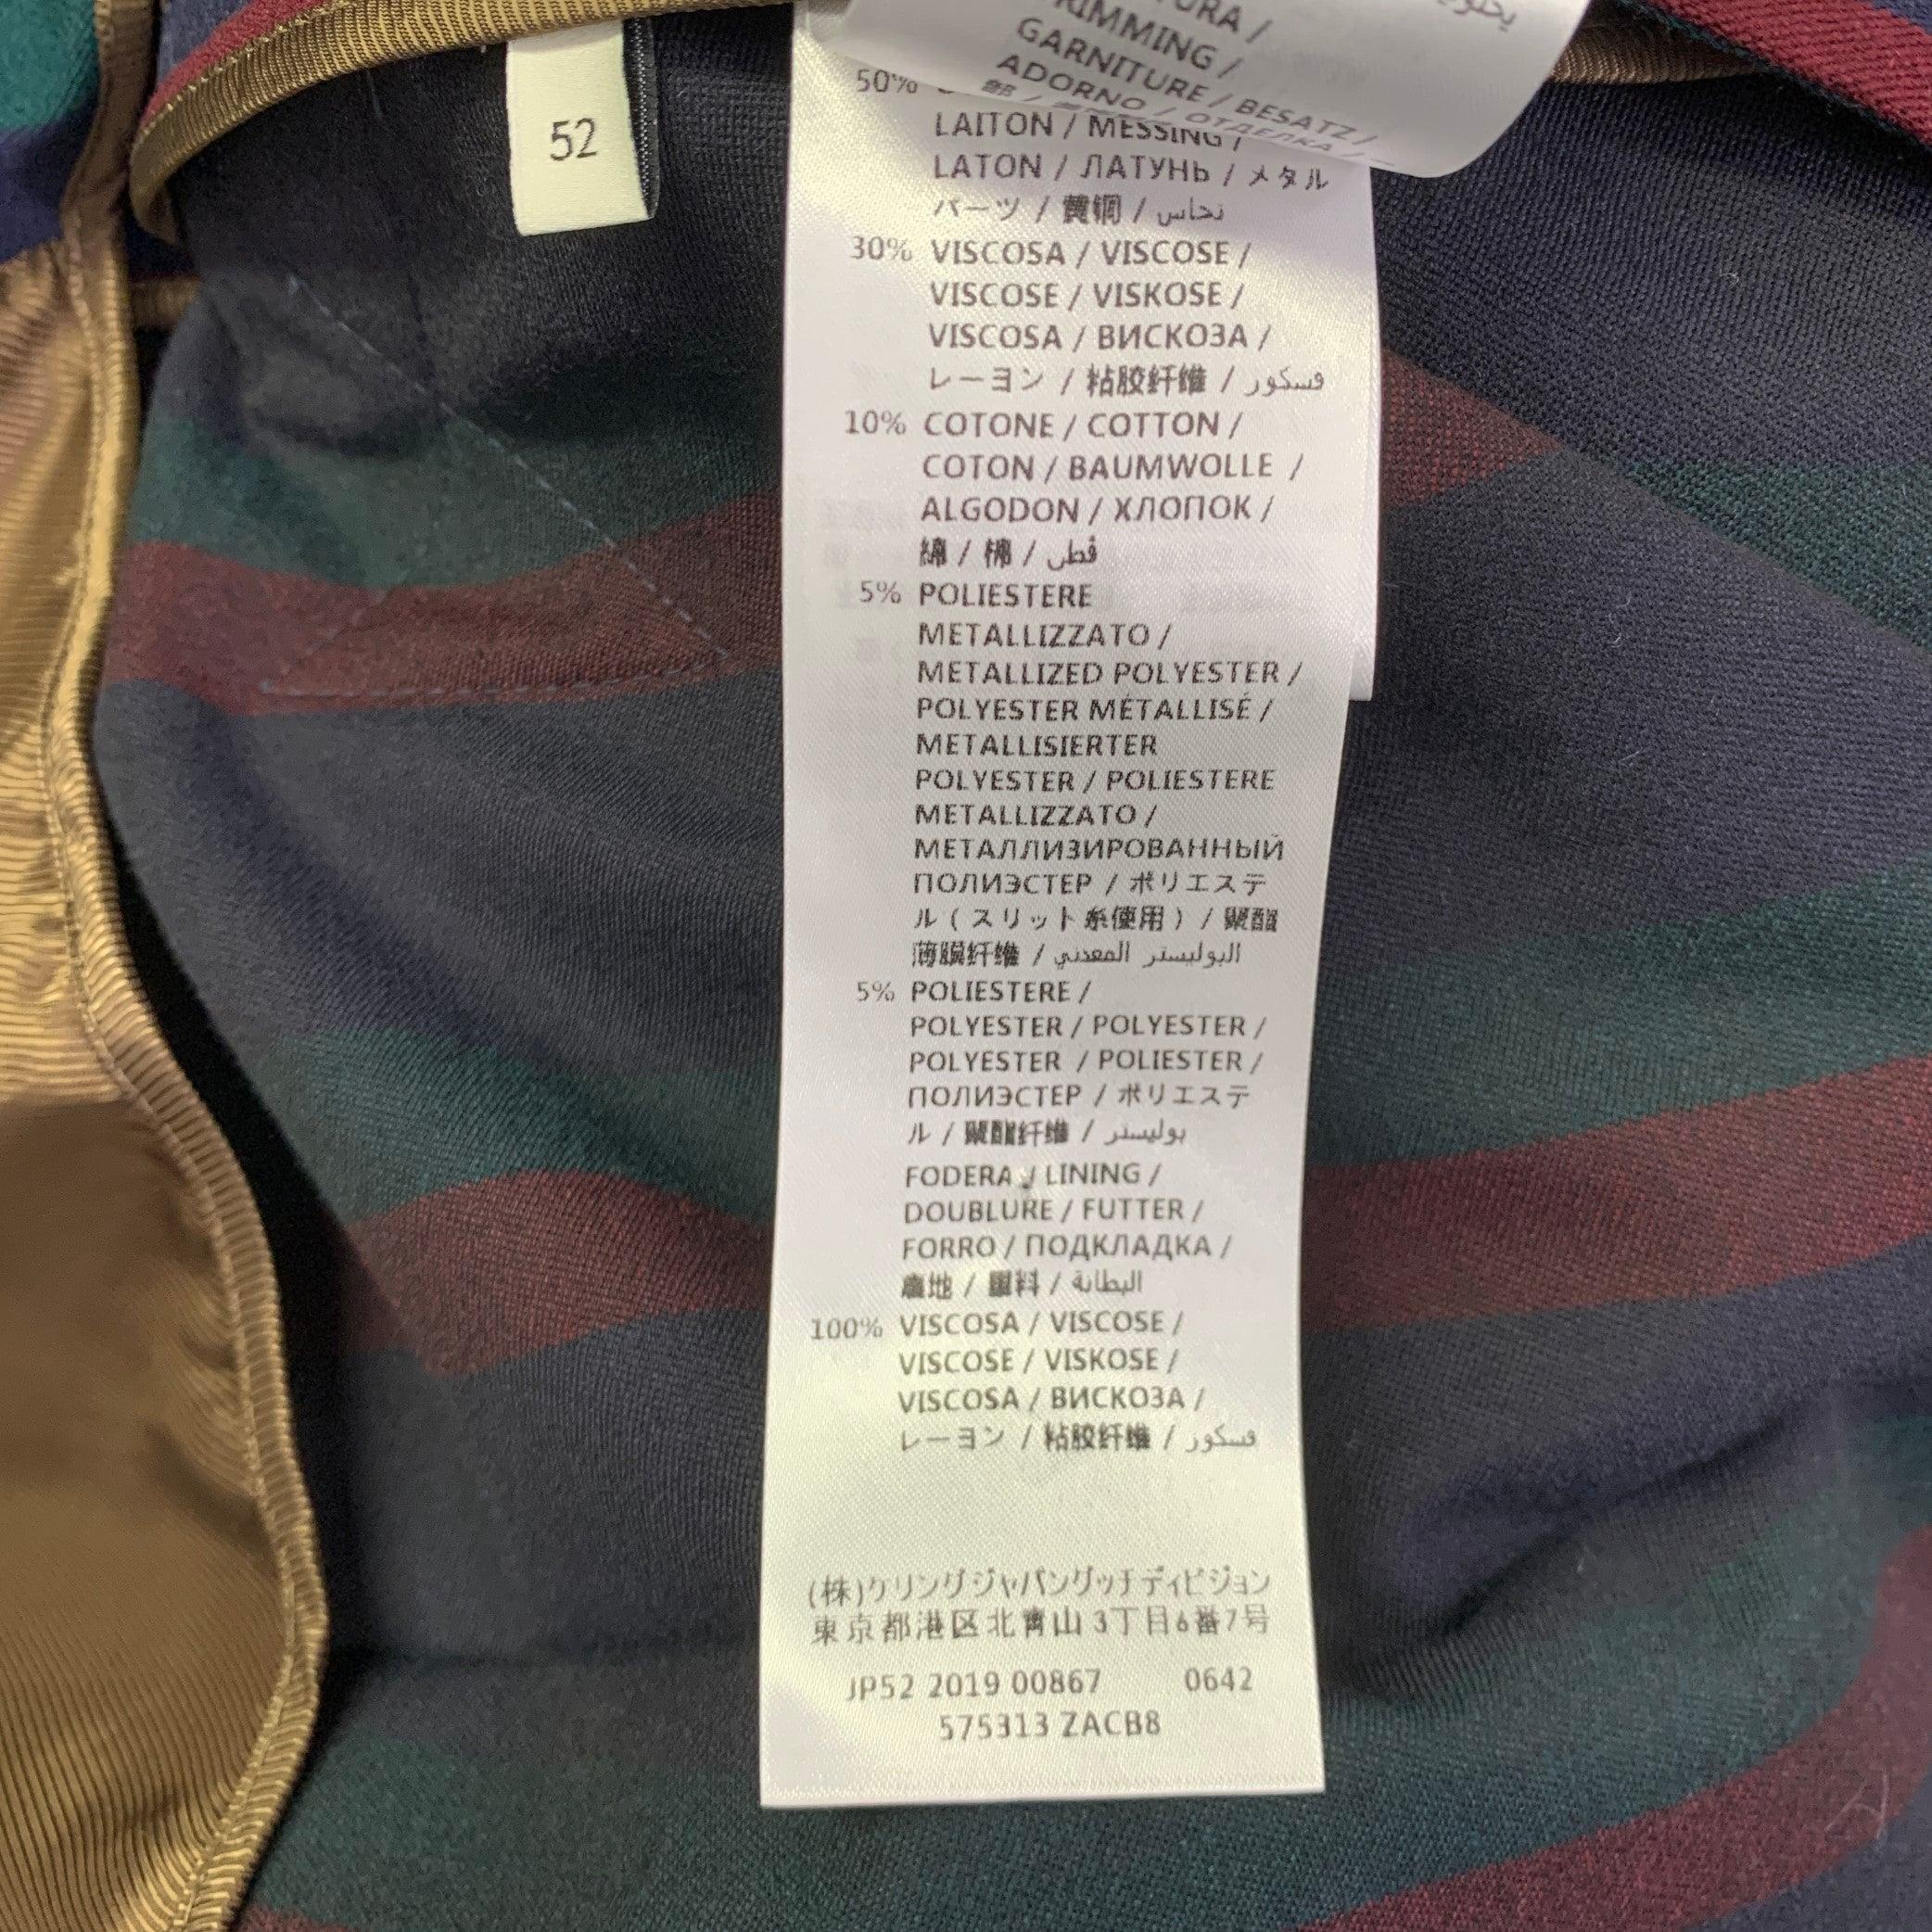 TURA /
TRIMMING /
GARNITURE / BESATZ /
ADORNO / ОТДЕЛКА /
52
50%
LAITON / MESSING /
LATON / ЛАТУНЬ / メタル
パーツ / 黄铜 / نحاس
30% VISCOSA / VISCOSE /
VISCOSE / VISKOSE /
VISCOSA / ВИСКОЗА /
レーヨン / 粘胶纤维 / فسكور
10% COTONE / COTTON /
COTON / BAUMWOLLE /
ALGODON / ХЛОПОК /
綿 / 棉 / قطن
5% POLIESTERE
METALLIZZATO /
METALLIZED POLYESTER /
POLYESTER MÉTALLISÉ /
METALLISIERTER
POLYESTER / POLIESTERE
METALLIZZATO /
МЕТАЛЛИЗИРОВАННЫЙ
ПОЛИЭСТЕР / ポリエステ
ル ( スリット糸使用 ) / 聚酯
薄膜纤维 / البوليستر المعدني
5% POLIESTERE /
POLYESTER / POLYESTER /
POLYESTER / POLIESTER /
ПОЛИЭСТЕР / ポリエステ
ル / 聚酯纤维 / بوليستر
FODERA / LINING /
DOUBLURE / FUTTER /
FORRO / ПОДКЛАДКА /
裏地 / 里料 / البطانة
100% VISCOSA / VISCOSE /
VISCOSE / VISKOSE /
VISCOSA / ВИСКОЗА /
レーヨン / 粘胶纤维 / فسكور
(株)ケリングジャパングッチディビジョン
東京都港区北青山3丁目6番7号
JP52 2019 00867 0642
575313 ZACB8